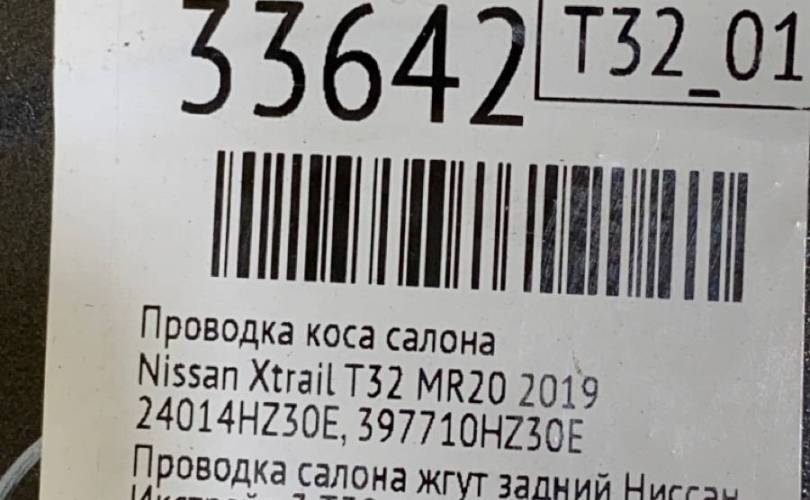 33642
T32_01
Проводка коса салона
Nissan Xtrail T32 MR20 2019
24014HZ30E, 397710HZ30E
Проводка салона жгут задний Ниссан